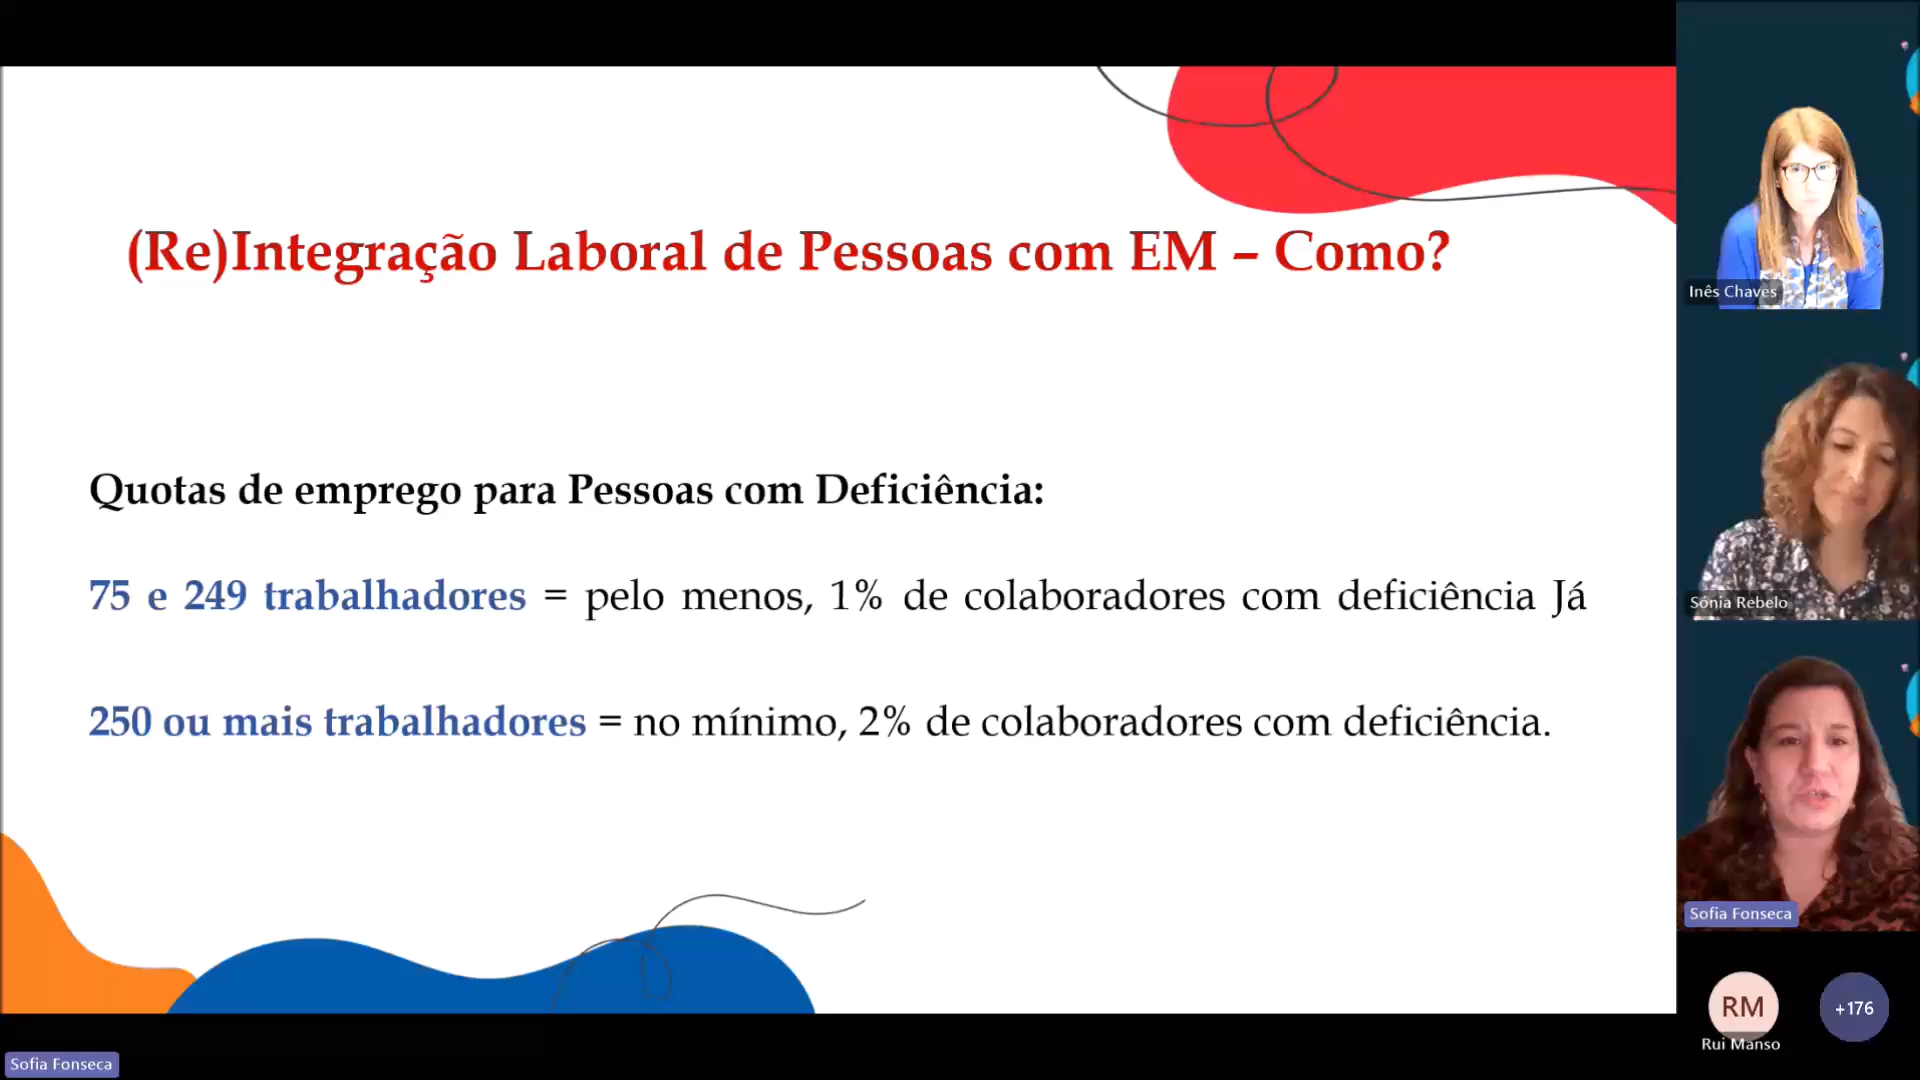 (Re)Integração Laboral de Pessoas com EM – Como?
Quotas de emprego para Pessoas com Deficiência:
75 e 249 trabalhadores = pelo menos, 1% de colaboradores com deficiência Já
250 ou mais trabalhadores = no mínimo, 2% de colaboradores com deficiência.
Inês Chaves
Sónia Rebelo
Sofia Fonseca
RM
+176
Rui Manso
Sofia Fonseca